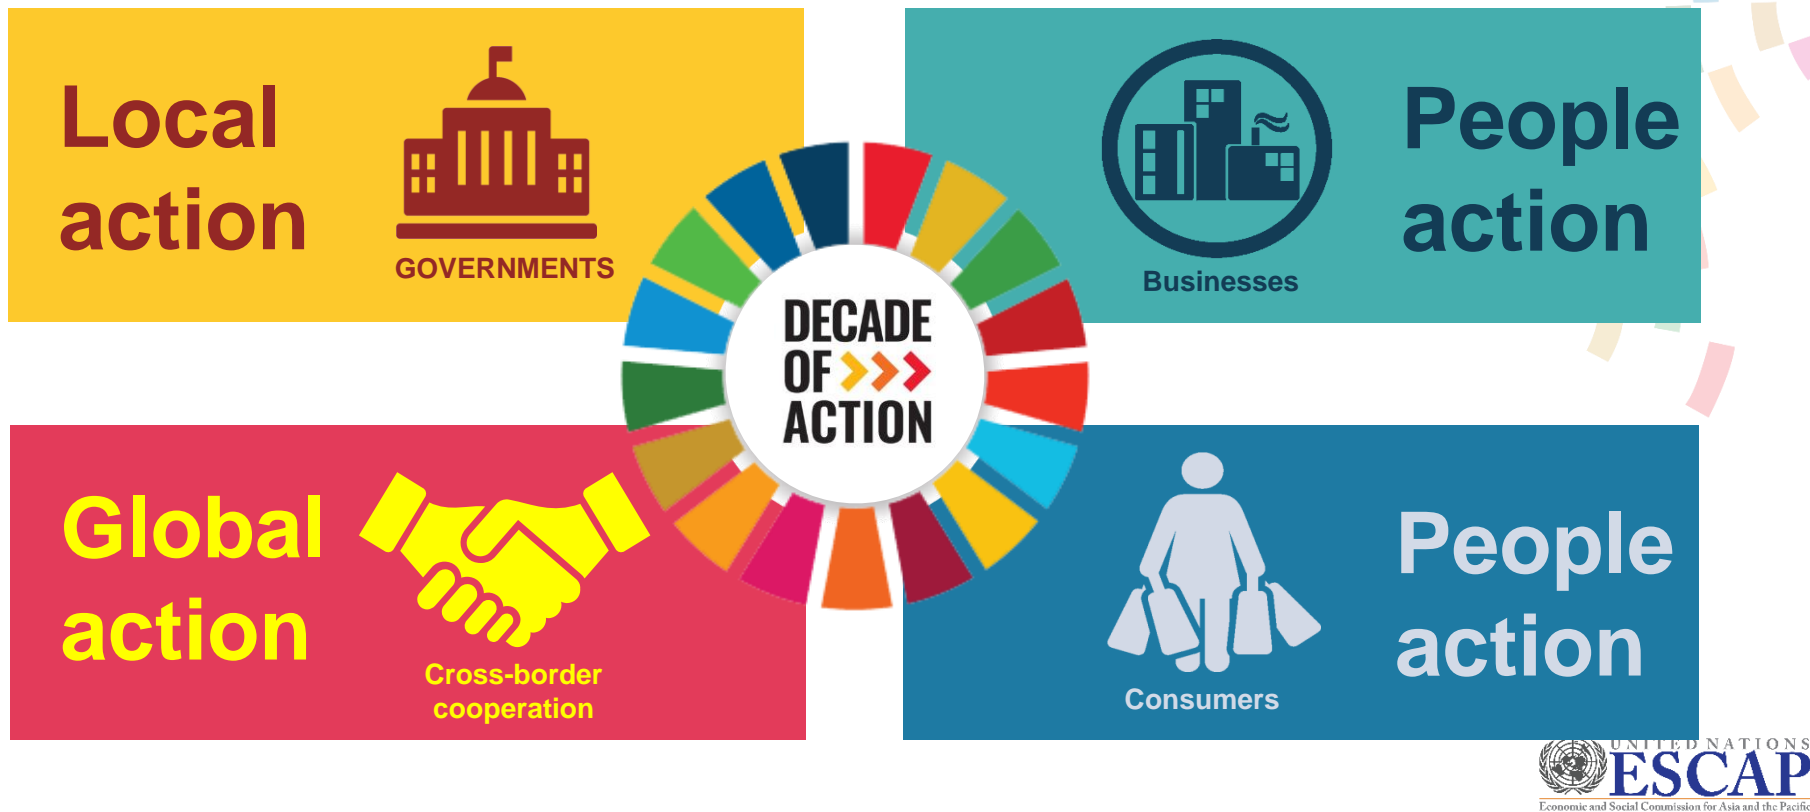 Local
action
GOVERNMENTS
People
action
Businesses
DECADE
OF
ACTION
Global
action
Cross-border
cooperation
People
action
Consumers
UNITED NATIONS
ESCAP
Economic and Social Commission for Asia and the Pacific